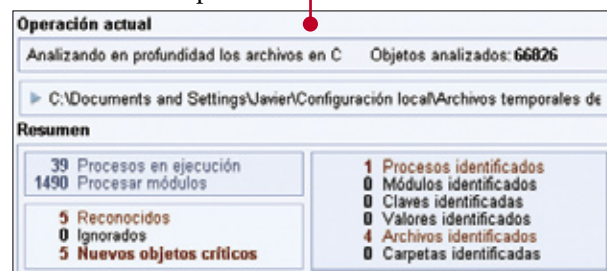 Operación actual
Analizando en profundidad los archivos en C Objetos analizados: 66826
C:\Documents and Settings\Javier\Configuración local\Archivos temporales de
Resumen
39 Procesos en ejecución
1490 Procesar módulos
5 Reconocidos
0 Ignorados
5 Nuevos objetos críticos
1 Procesos identificados
0 Módulos identificados
0 Claves identificadas
0 Valores identificados
4 Archivos identificados
0 Carpetas identificadas